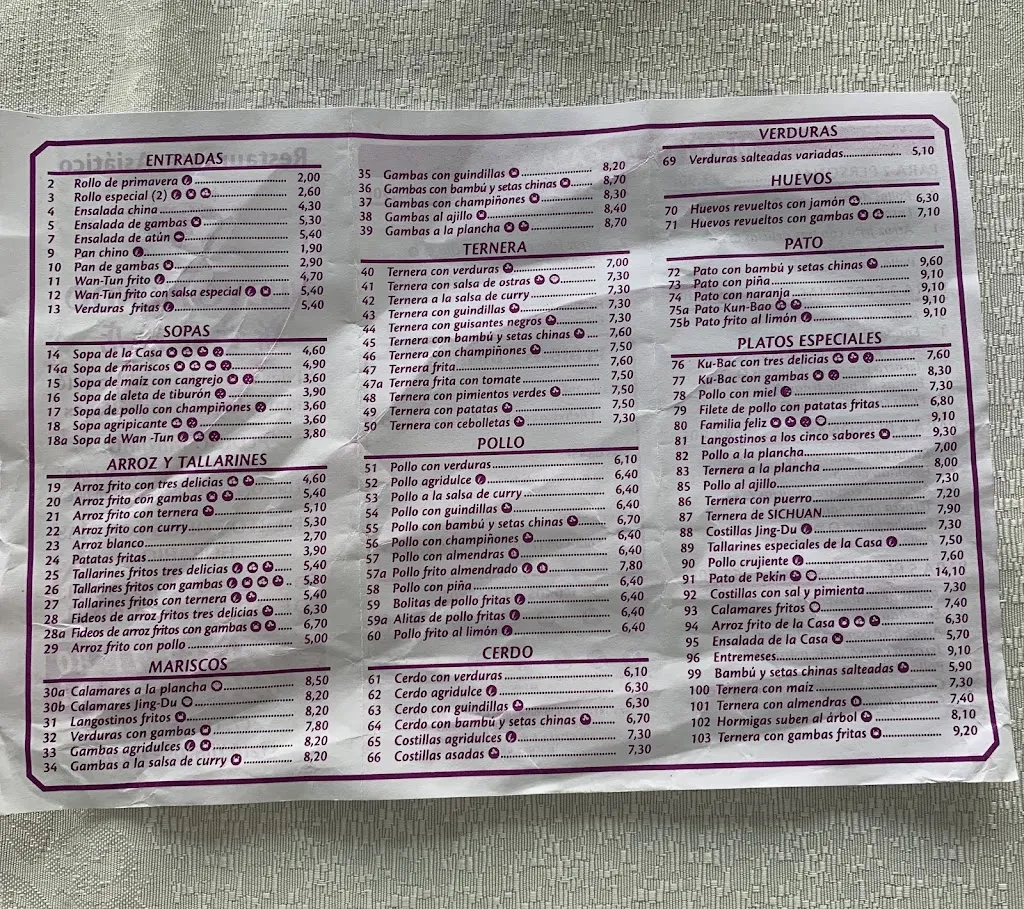 ENTRADAS
2 Rollo de primavera 2,00
3 Rollo especial (2) 2,60
4 Ensalada china 4,30
5 Ensalada de gambas 5,30
7 Ensalada de atún 5,40
9 Pan chino 1,90
10 Pan de gambas 2,90
11 Wan-Tun frito 4,70
12 Wan-Tun frito con salsa especial 5,40
13 Verduras fritas 5,40
SOPAS
14 Sopa de la Casa 4,60
14a Sopa de mariscos 4,90
15 Sopa de maíz con cangrejo 3,60
16 Sopa de aleta de tiburón 3,90
17 Sopa de pollo con champiñones 3,60
18 Sopa agripicante 3,60
18a Sopa de Wan -Tun 3,80
ARROZ Y TALLARINES
19 Arroz frito con tres delicias 4,60
20 Arroz frito con gambas 5,40
21 Arroz frito con ternera 5,10
22 Arroz frito con curry 5,30
23 Arroz blanco 2,70
24 Patatas fritas 3,90
25 Tallarines fritos tres delicias 5,40
26 Tallarines fritos con gambas 5,80
27 Tallarines fritos con ternera 5,40
28 Fideos de arroz fritos tres delicias 6,30
28a Fideos de arroz fritos con gambas 6,70
29 Arroz frito con pollo 5,00
MARISCOS
30a Calamares a la plancha 8,50
30b Calamares Jing-Du 8,20
31 Langostinos fritos 8,20
32 Verduras con gambas 7,80
33 Gambas agridulces 8,20
34 Gambas a la salsa de curry 8,20
35 Gambas con guindillas 8,20
36 Gambas con bambú y setas chinas 8,70
37 Gambas con champiñones 8,30
38 Gambas al ajillo 8,40
39 Gambas a la plancha 8,70
TERNERA
40 Ternera con verduras 7,00
41 Ternera con salsa de ostras 7,30
42 Ternera a la salsa de curry 7,30
43 Ternera con guindillas 7,30
44 Ternera con guisantes negros 7,30
45 Ternera con bambú y setas chinas 7,60
46 Ternera con champiñones 7,50
47 Ternera frita 7,60
47a Ternera frita con tomate 7,50
48 Ternera con pimientos verdes 7,50
49 Ternera con patatas 7,50
50 Ternera con cebolletas 7,30
POLLO
51 Pollo con verduras 6,10
52 Pollo agridulce 6,40
53 Pollo a la salsa de curry 6,40
54 Pollo con guindillas 6,40
55 Pollo con bambú y setas chinas 6,70
56 Pollo con champiñones 6,40
57 Pollo con almendras 6,40
57a Pollo frito almendrado 7,80
58 Pollo con piña 6,40
59 Bolitas de pollo fritas 6,40
59a Alitas de pollo fritas 6,40
60 Pollo frito al limón 6,40
CERDO
61 Cerdo con verduras 6,10
62 Cerdo agridulce 6,30
63 Cerdo con guindillas 6,30
64 Cerdo con bambú y setas chinas 6,70
65 Costillas agridulces 7,30
66 Costillas asadas 7,30
VERDURAS
69 Verduras salteadas variadas 5,10
HUEVOS
70 Huevos revueltos con jamón 6,30
71 Huevos revueltos con gambas 7,10
PATO
72 Pato con bambú y setas chinas 9,60
73 Pato con piña 9,10
74 Pato con naranja 9,10
75a Pato Kun-Bao 9,10
75b Pato frito al limón 9,10
PLATOS ESPECIALES
76 Ku-Bac con tres delicias 7,60
77 Ku-Bac con gambas 8,30
78 Pollo con miel 7,30
79 Filete de pollo con patatas fritas 6,80
80 Familia feliz 9,10
81 Langostinos a los cinco sabores 9,30
82 Pollo a la plancha 7,00
83 Ternera a la plancha 8,00
85 Pollo al ajillo 7,30
86 Ternera con puerro 7,20
87 Ternera de SICHUAN 7,90
88 Costillas Jing-Du 7,30
89 Tallarines especiales de la Casa 7,50
90 Pollo crujiente 7,60
91 Pato de Pekin 14,10
92 Costillas con sal y pimienta 7,30
93 Calamares fritos 7,40
94 Arroz frito de la Casa 6,30
95 Ensalada de la Casa 5,70
96 Entremeses 9,10
99 Bambú y setas chinas salteadas 5,90
100 Ternera con maíz 7,30
101 Ternera con almendras 7,40
102 Hormigas suben al árbol 8,10
103 Ternera con gambas fritas 9,20